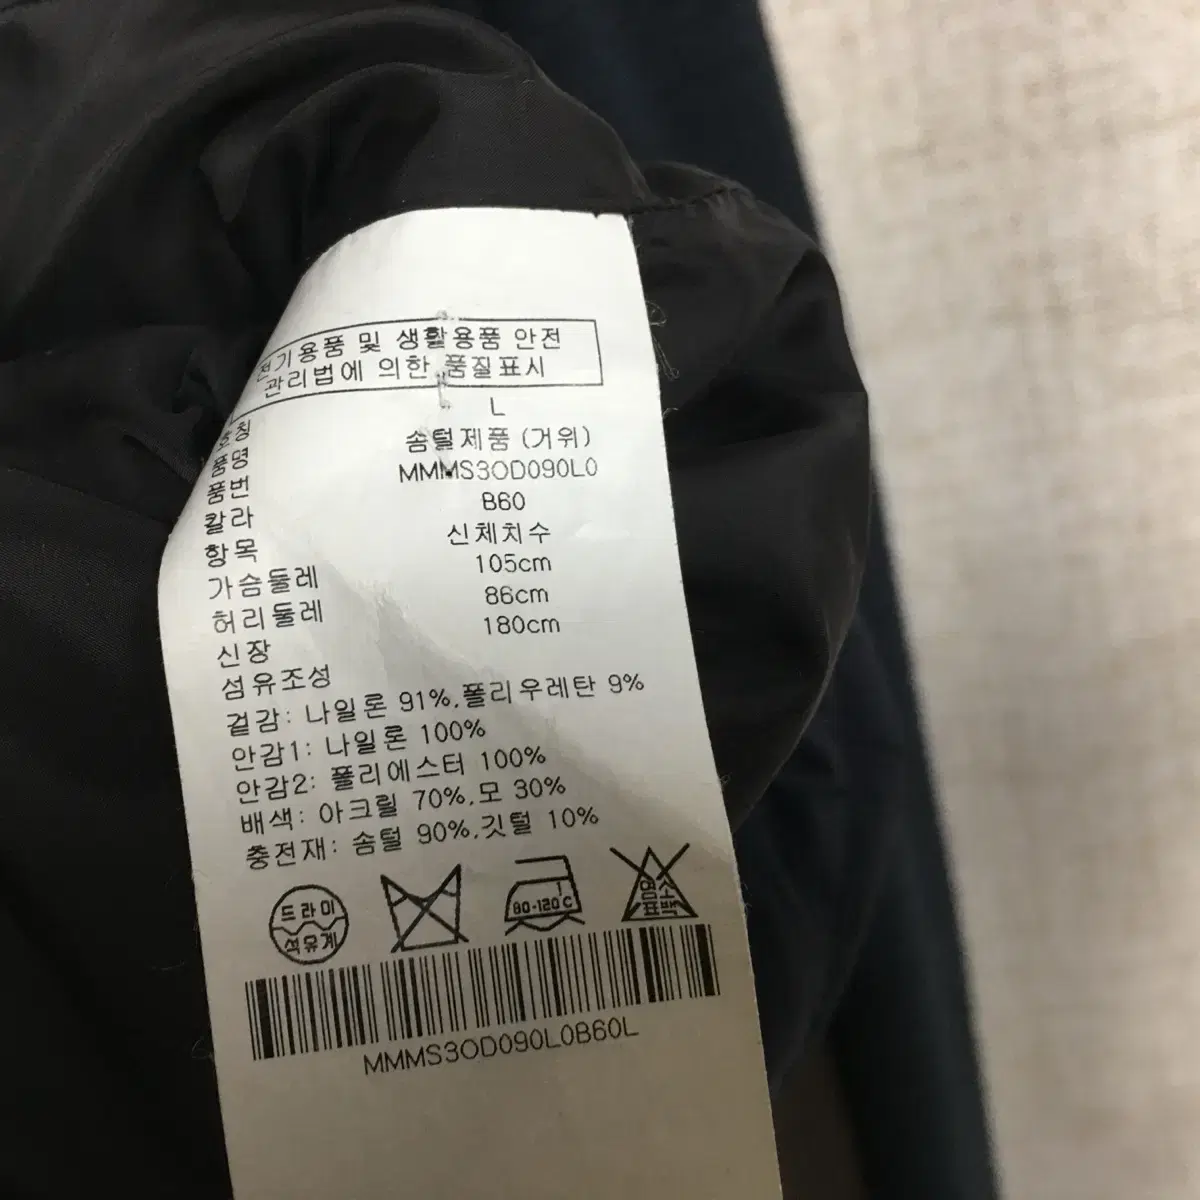 전기용품 및 생활용품 안전
관리법에 의한 품질표시
호칭 L
품명 솜털제품 (거위)
품번 MMMS3OD090L0
칼라 B60
항목 신체치수
가슴둘레 105cm
허리둘레 86cm
신장 180cm
섬유조성
겉감: 나일론 91%,폴리우레탄 9%
안감1: 나일론 100%
안감2: 폴리에스터 100%
배색: 아크릴 70%,모 30%
충전재: 솜털 90%,깃털 10%
드라이
석유계
1
80-120°C
염소
표백
MMMS3OD090L0B60L